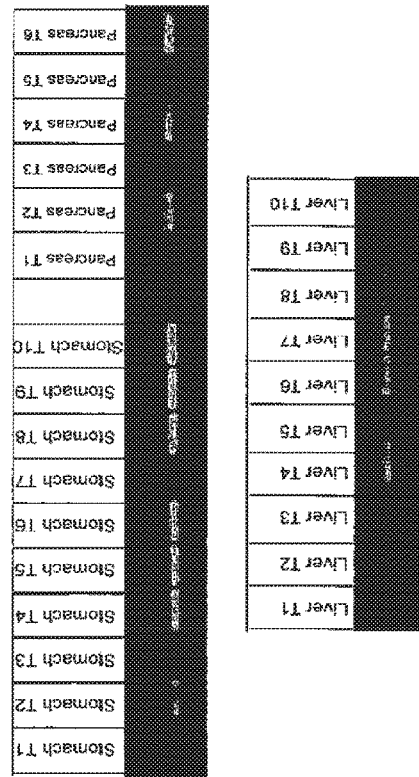 Stomach T1
Stomach T2
Stomach T3
Stomach T4
Stomach T5
Stomach T6
Stomach T7
Stomach T8
Stomach T9
Stomach T10
Pancreas T1
Pancreas T2
Pancreas T3
Pancreas T4
Pancreas T5
Pancreas T6
Liver T1
Liver T2
Liver T3
Liver T4
Liver T5
Liver T6
Liver T7
Liver T8
Liver T9
Liver T10